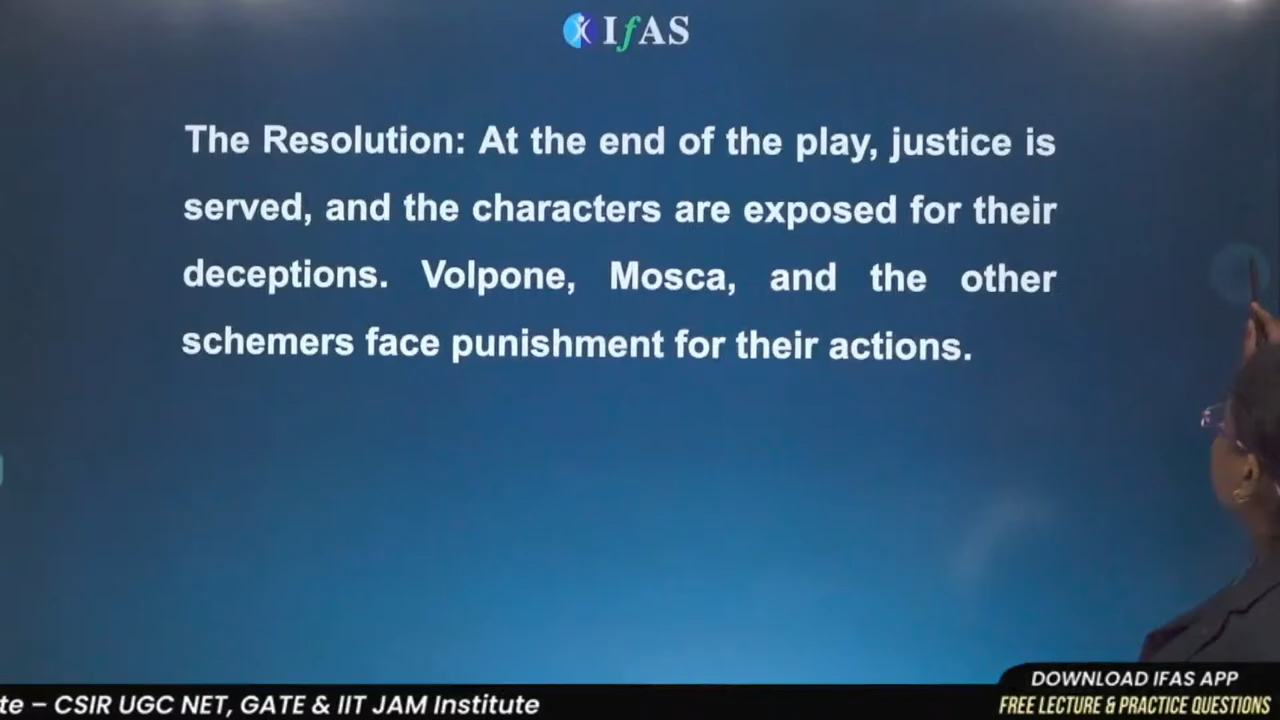 IfAS
The Resolution: At the end of the play, justice is
served, and the characters are exposed for their
deceptions. Volpone, Mosca, and the other
schemers face punishment for their actions.
te – CSIR UGC NET, GATE & IIT JAM Institute
DOWNLOAD IFAS APP
FREE LECTURE & PRACTICE QUESTIONS